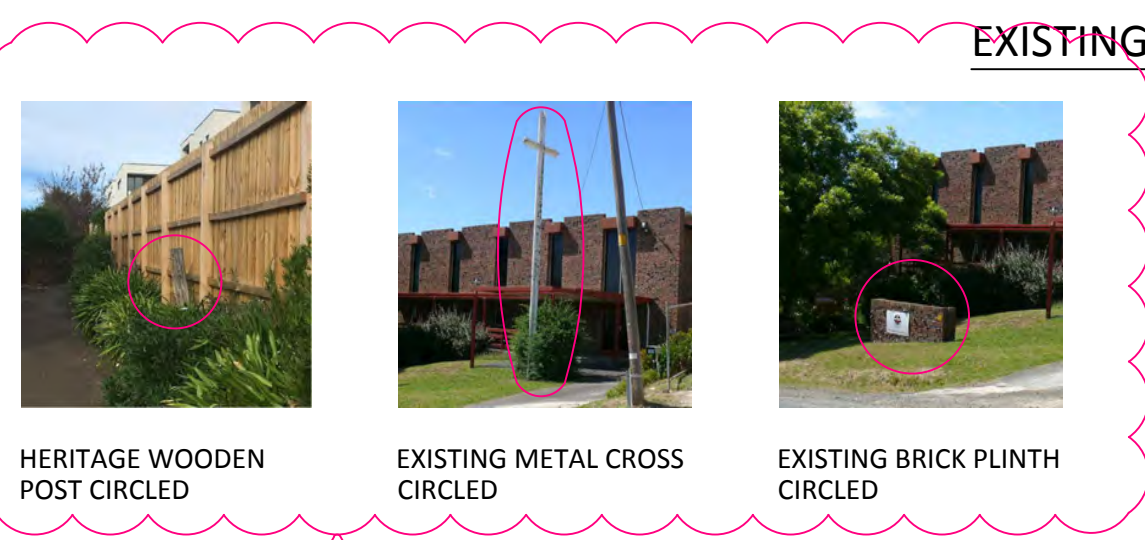 EXISTING
HERITAGE WOODEN
POST CIRCLED
EXISTING METAL CROSS
CIRCLED
EXISTING BRICK PLINTH
CIRCLED